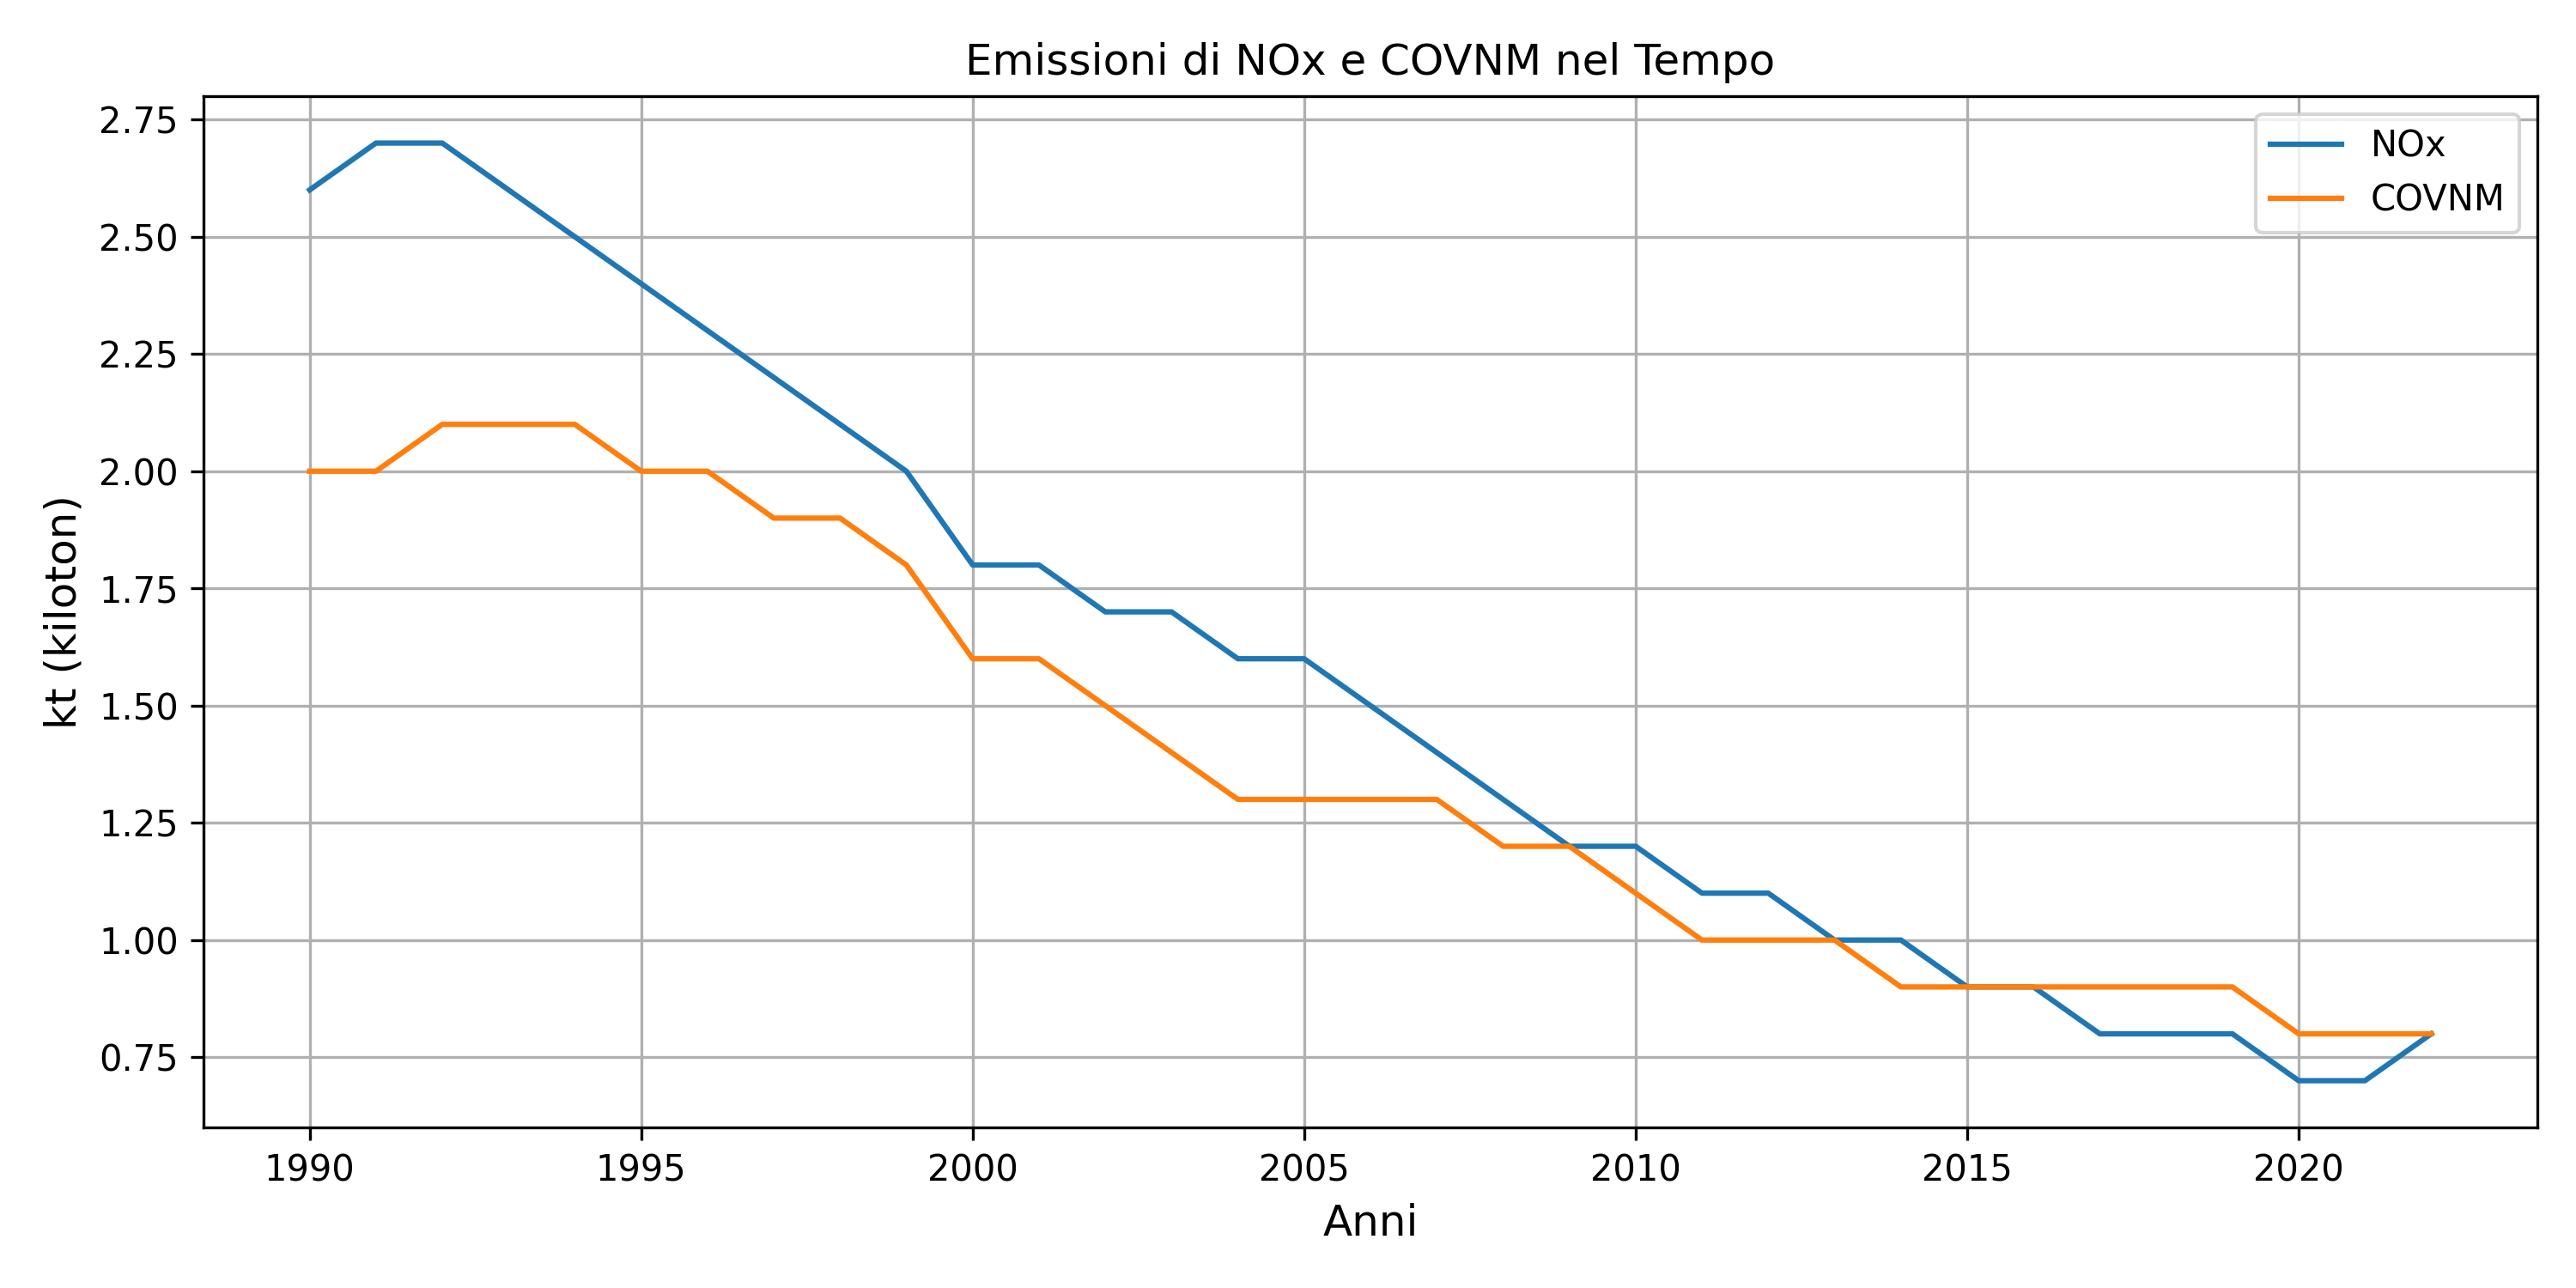 Emissioni di NOx e COVNM nel Tempo
NOx
COVNM
kt (kiloton)
2.75
2.50
2.25
2.00
1.75
1.50
1.25
1.00
0.75
1990 1995 2000 2005 2010 2015 2020
Anni